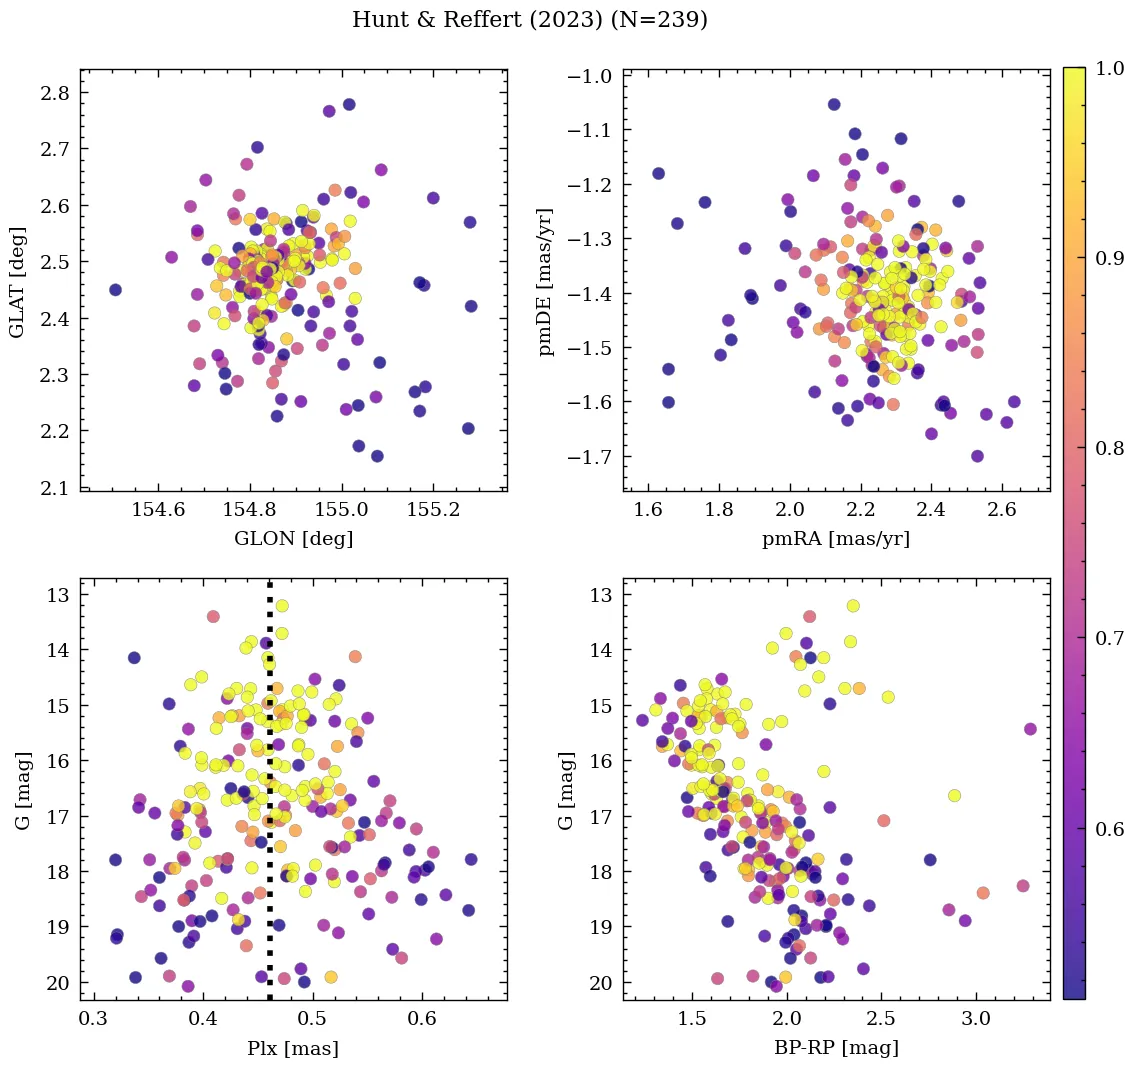 Hunt & Reffert (2023) (N=239)
2.8
2.7
2.6
2.5
2.4
2.3
2.2
2.1
GLAT [deg]
154.6 154.8 155.0 155.2
GLON [deg]
−1.0
−1.1
−1.2
−1.3
−1.4
−1.5
−1.6
−1.7
pmDE [mas/yr]
1.6 1.8 2.0 2.2 2.4 2.6
pmRA [mas/yr]
1.0
0.9
0.8
0.7
0.6
13
14
15
16
17
18
19
20
G [mag]
0.3 0.4 0.5 0.6
Plx [mas]
13
14
15
16
17
18
19
20
G [mag]
1.5 2.0 2.5 3.0
BP-RP [mag]